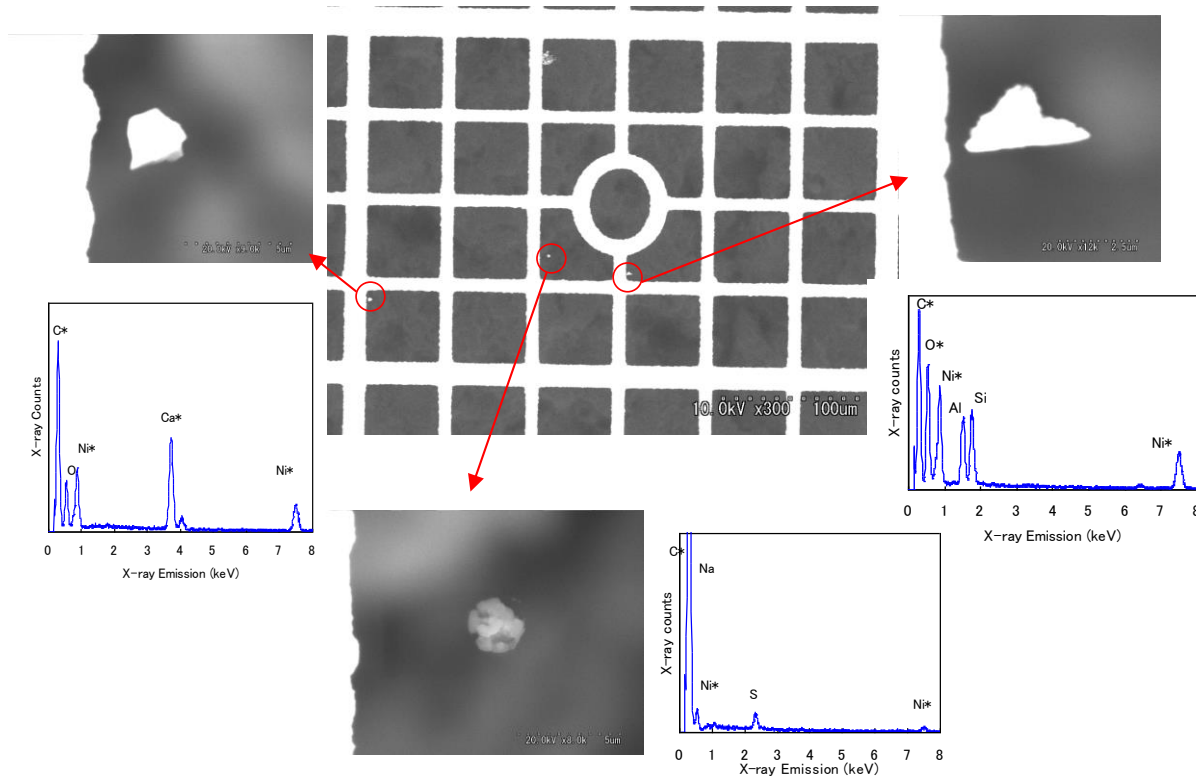 20.0kV x12k 2.5um
5um
10.0kV x300 100um
X-ray Counts
C*
O
Ni*
Ca*
Ni*
0 1 2 3 4 5 6 7 8
X-ray Emission (keV)
X-ray counts
C*
O*
Ni*
Al
Si
Ni*
0 1 2 3 4 5 6 7 8
X-ray Emission (keV)
20.0kV x8.0k 5um
X-ray counts
C*
Na
Ni*
S
Ni*
0 1 2 3 4 5 6 7 8
X-ray Emission (keV)